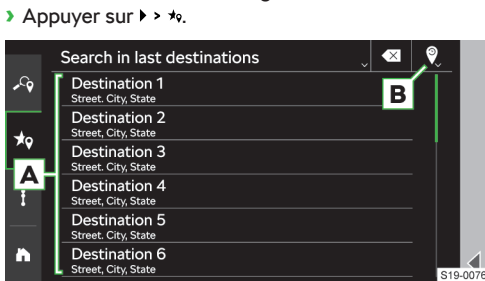 Appuyer sur > .
Search in last destinations
Destination 1
Street. City, State
B
Destination 2
Street, City, State
Destination 3
Street. City, State
A
Destination 4
Street, City, State
Destination 5
Street. City, State
Destination 6
Street, City, State
S19-0076